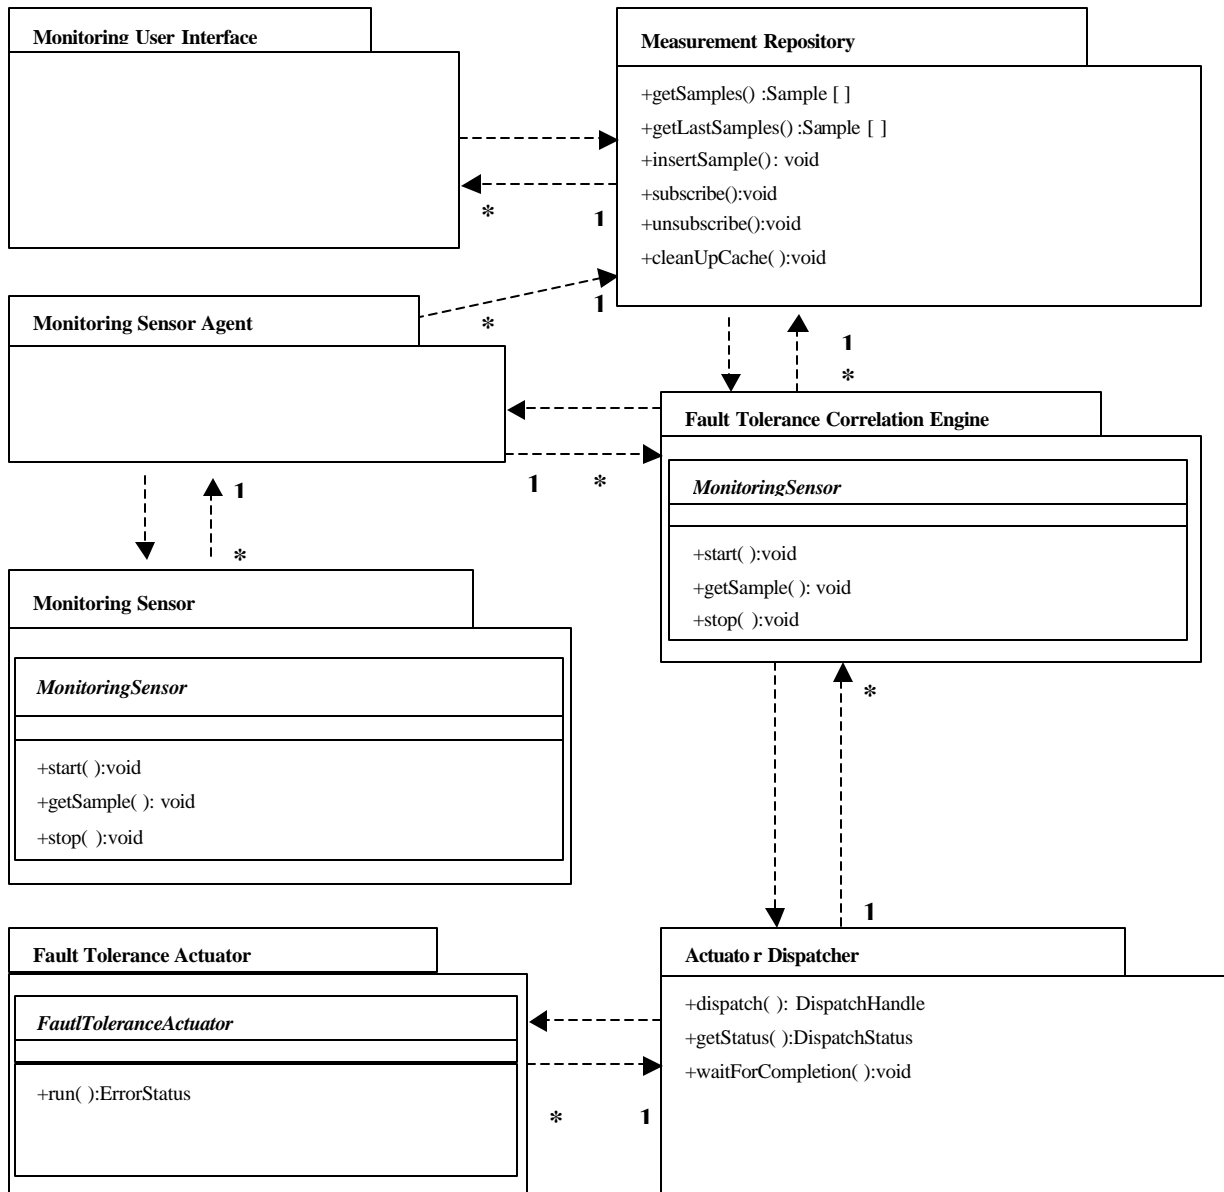 Monitoring User Interface
Measurement Repository
+getSamples() :Sample [ ]
+getLastSamples() :Sample [ ]
+insertSample(): void
+subscribe():void
+unsubscribe():void
+cleanUpCache( ):void
* 1
Monitoring Sensor Agent
* 1
1
*
Fault Tolerance Correlation Engine
1 *
MonitoringSensor
+start( ):void
+getSample( ): void
+stop( ):void
1
*
Monitoring Sensor
MonitoringSensor
+start( ):void
+getSample( ): void
+stop( ):void
*
1
Fault Tolerance Actuator
FautlToleranceActuator
+run( ):ErrorStatus
Actuato r Dispatcher
+dispatch( ): DispatchHandle
+getStatus( ):DispatchStatus
+waitForCompletion( ):void
* 1